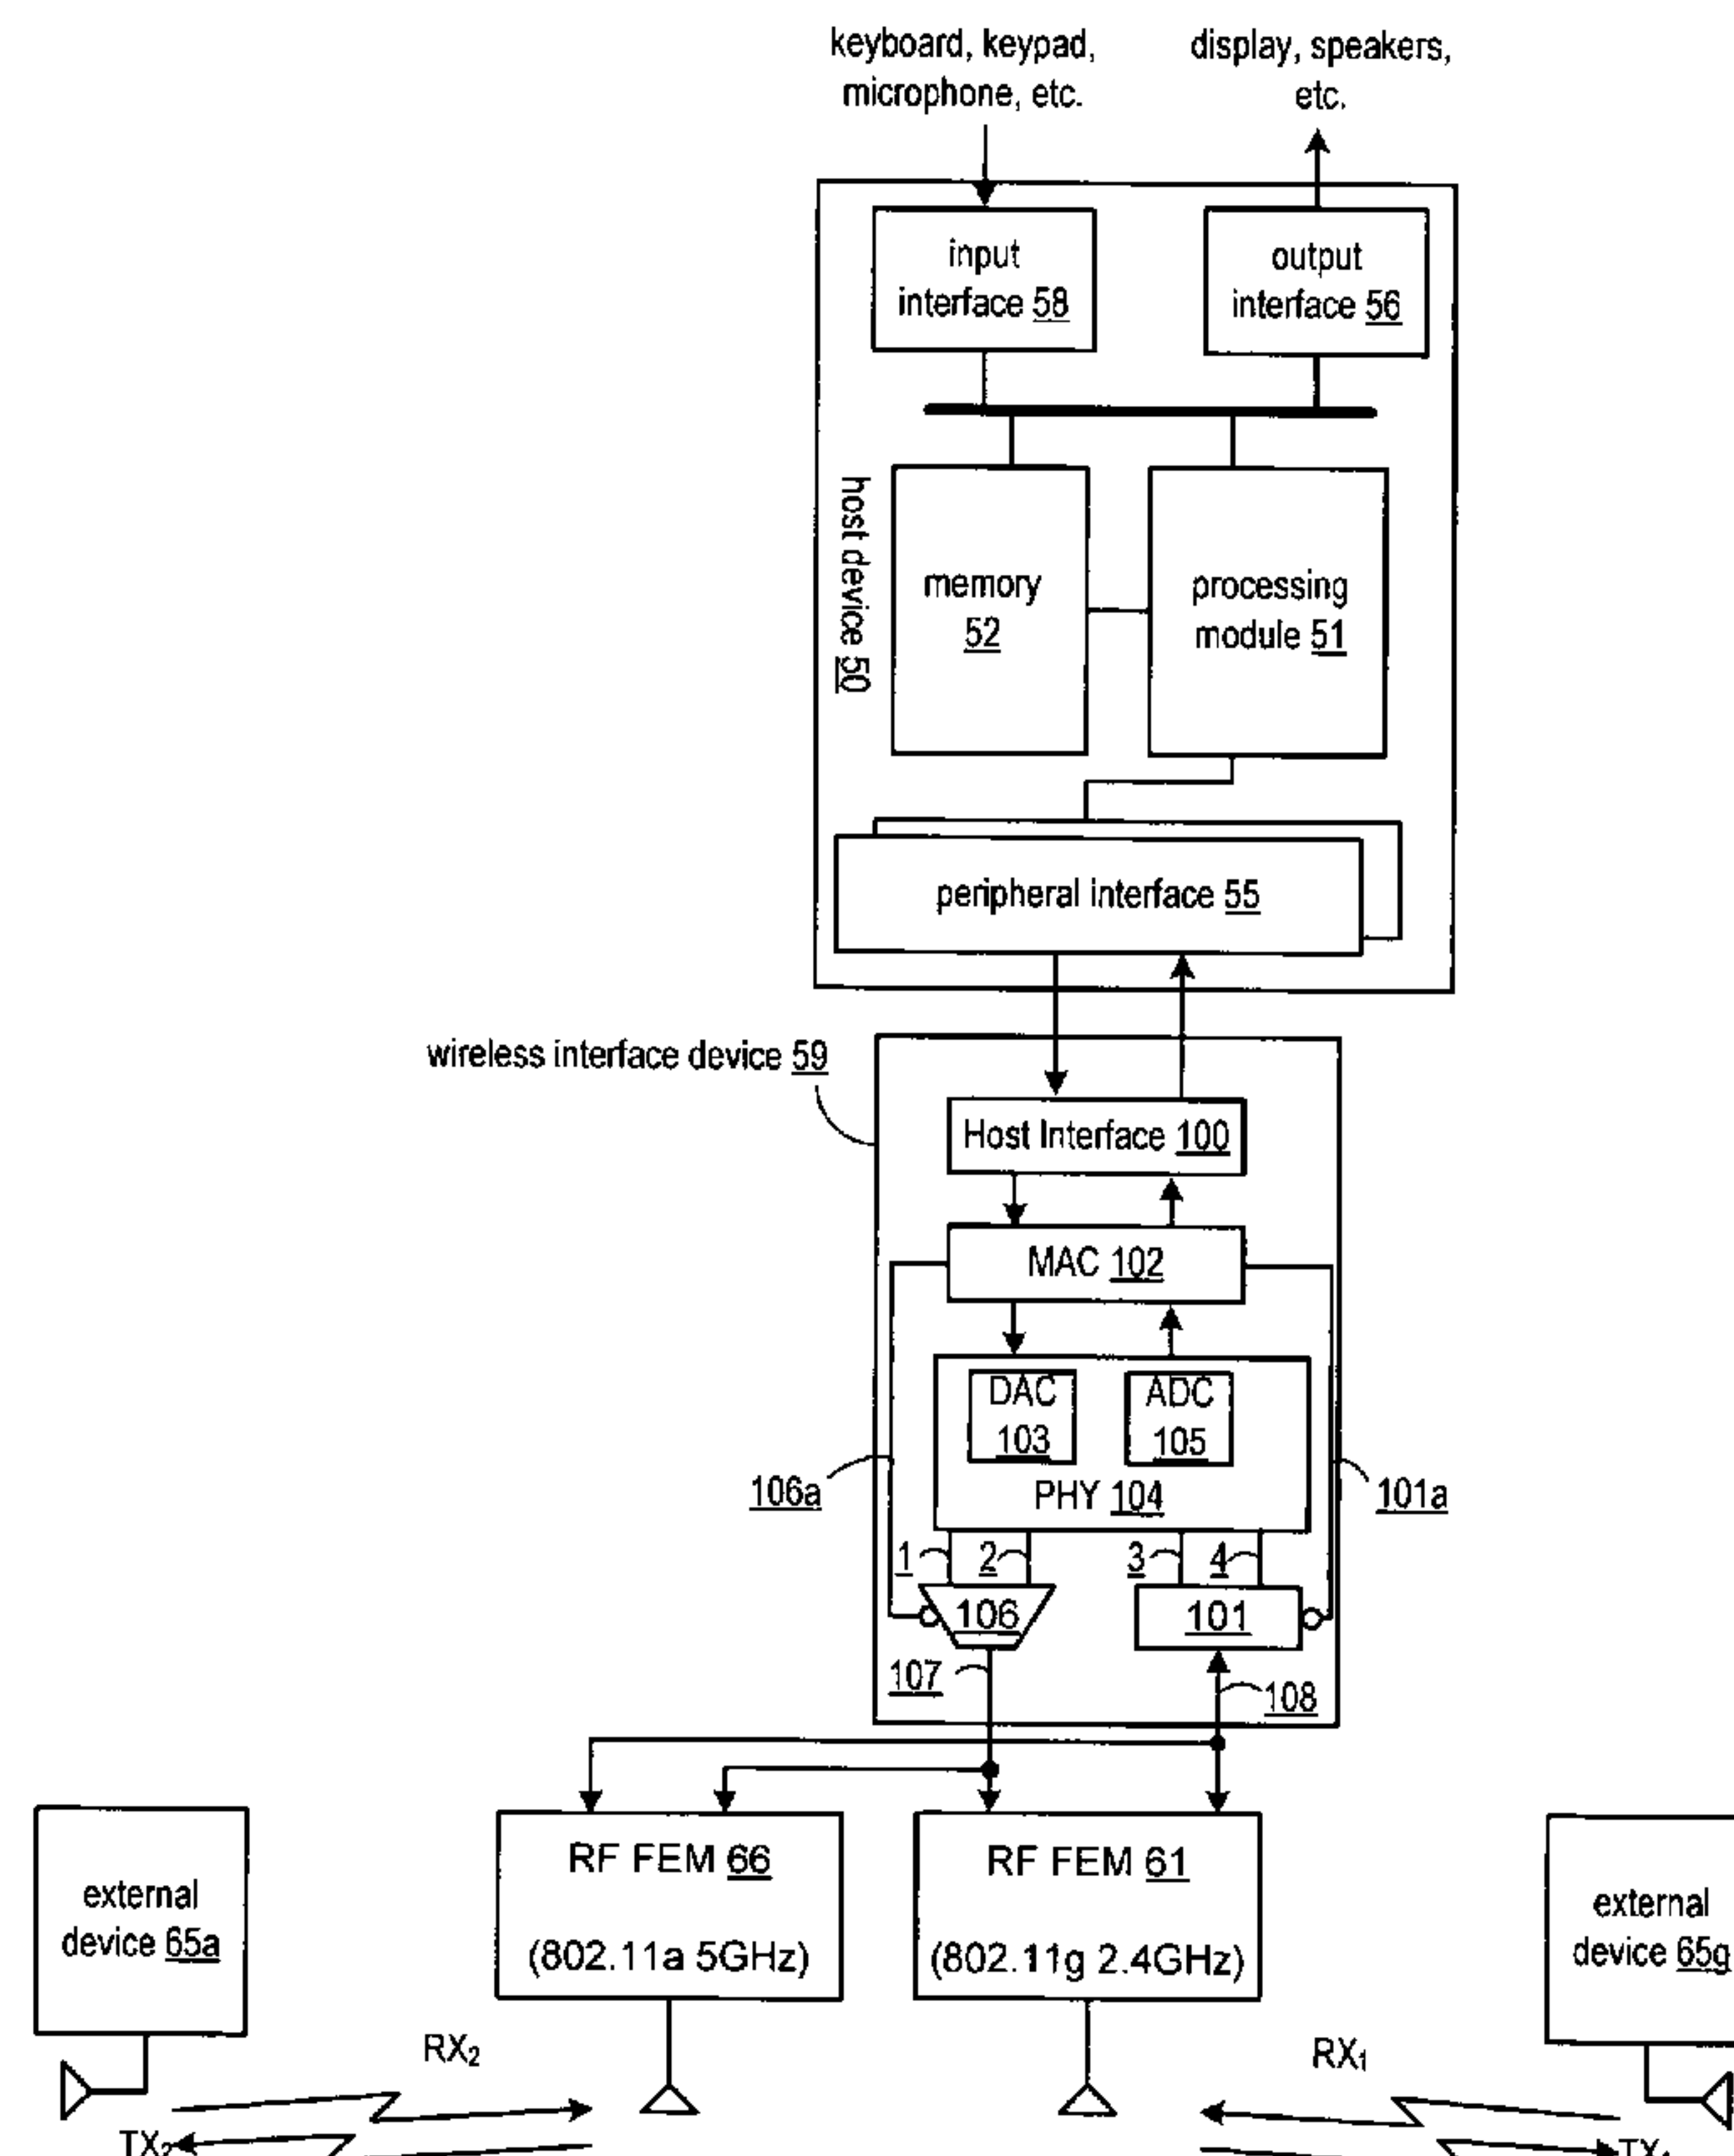 keyboard, keypad,
microphone, etc.
display, speakers,
etc.
input
interface 58
output
interface 56
host device 50
memory
52
processing
module 51
peripheral interface 55
wireless interface device 59
Host Interface 100
MAC 102
DAC
103
ADC
105
PHY 104
106a
101a
1
2
3
4
106
101
107
108
external
device 65a
RF FEM 66
(802.11a 5GHz)
RF FEM 61
(802.11g 2.4GHz)
external
device 65g
RX₂
RX₁
TX₂
TX₁